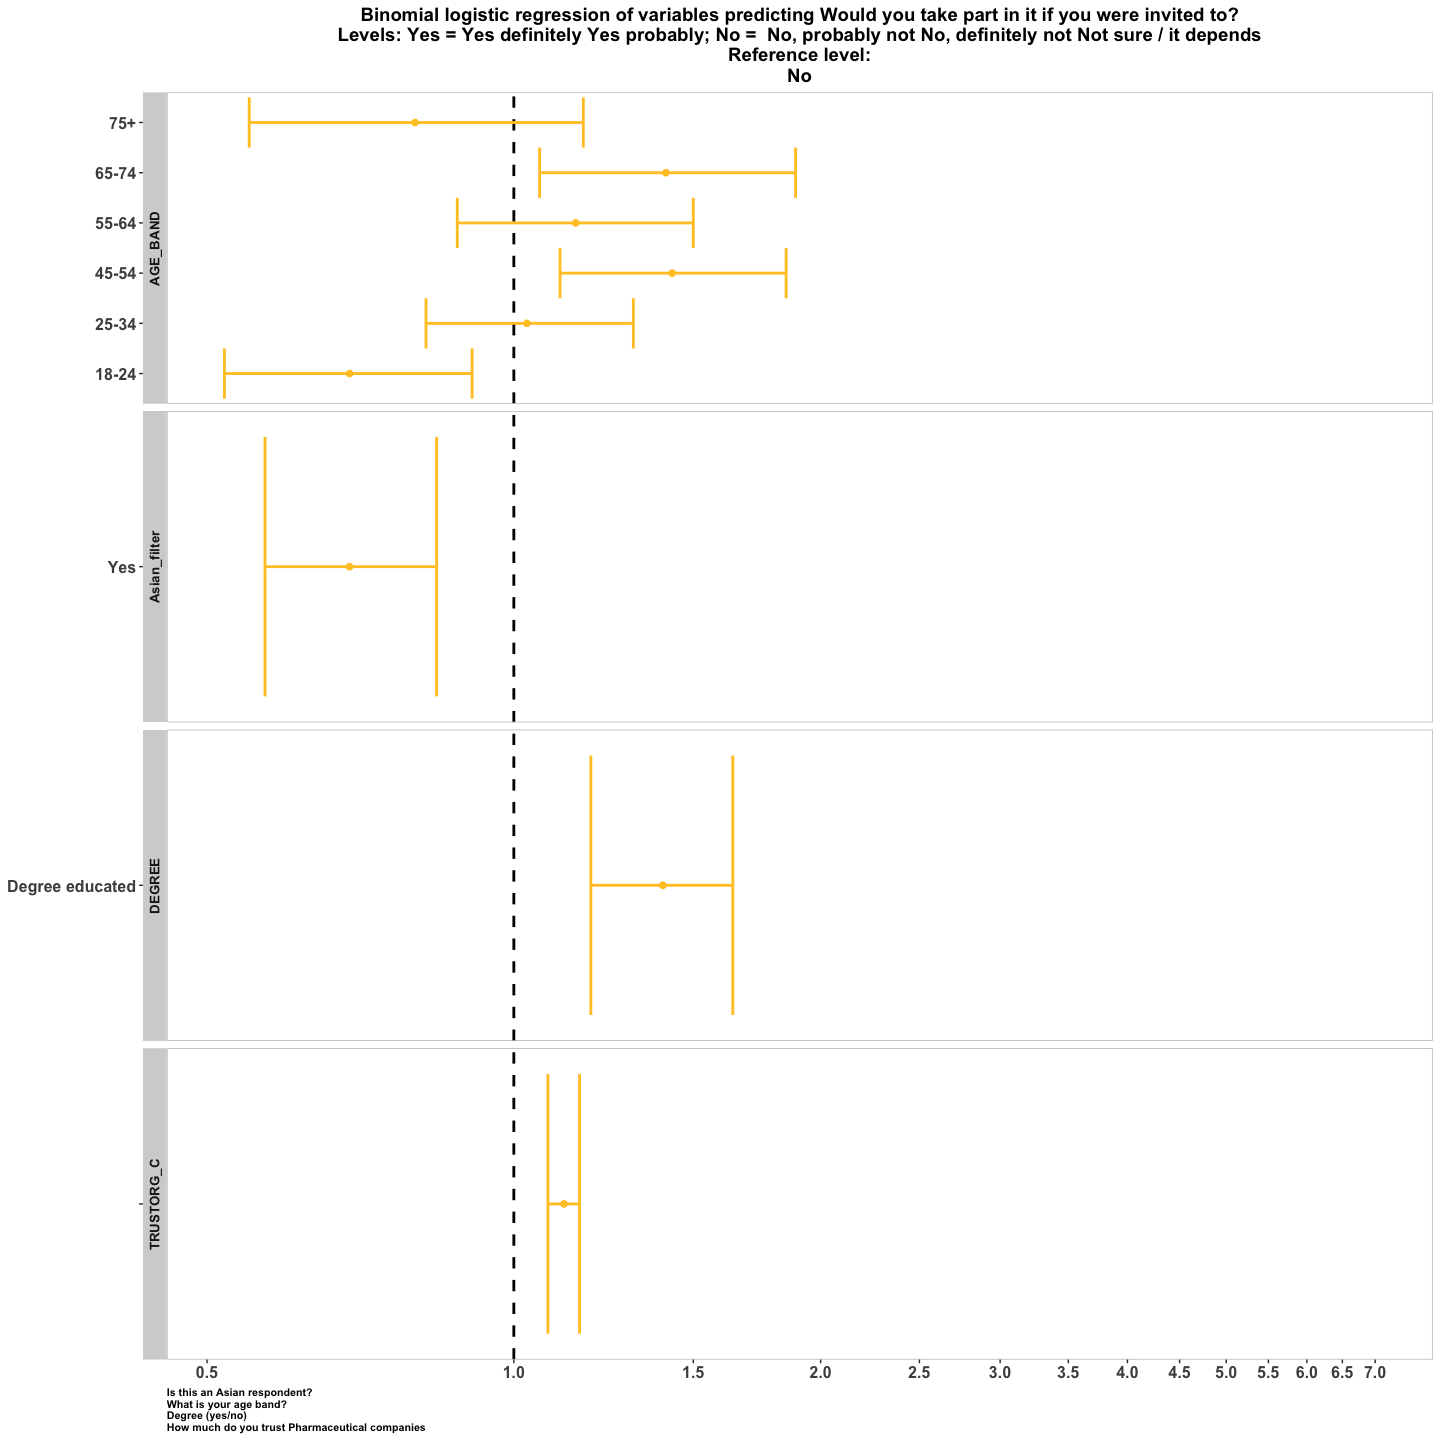 Binomial logistic regression of variables predicting Would you take part in it if you were invited to?
Levels: Yes = Yes definitely Yes probably; No =  No, probably not No, definitely not Not sure / it depends
Reference level:
No
AGE_BAND
75+
65-74
55-64
45-54
25-34
18-24
Asian_filter
Yes
DEGREE
Degree educated
TRUSTORG_C
0.5 1.0 1.5 2.0 2.5 3.0 3.5 4.0 4.5 5.0 5.5 6.0 6.5 7.0
Is this an Asian respondent?
What is your age band?
Degree (yes/no)
How much do you trust Pharmaceutical companies